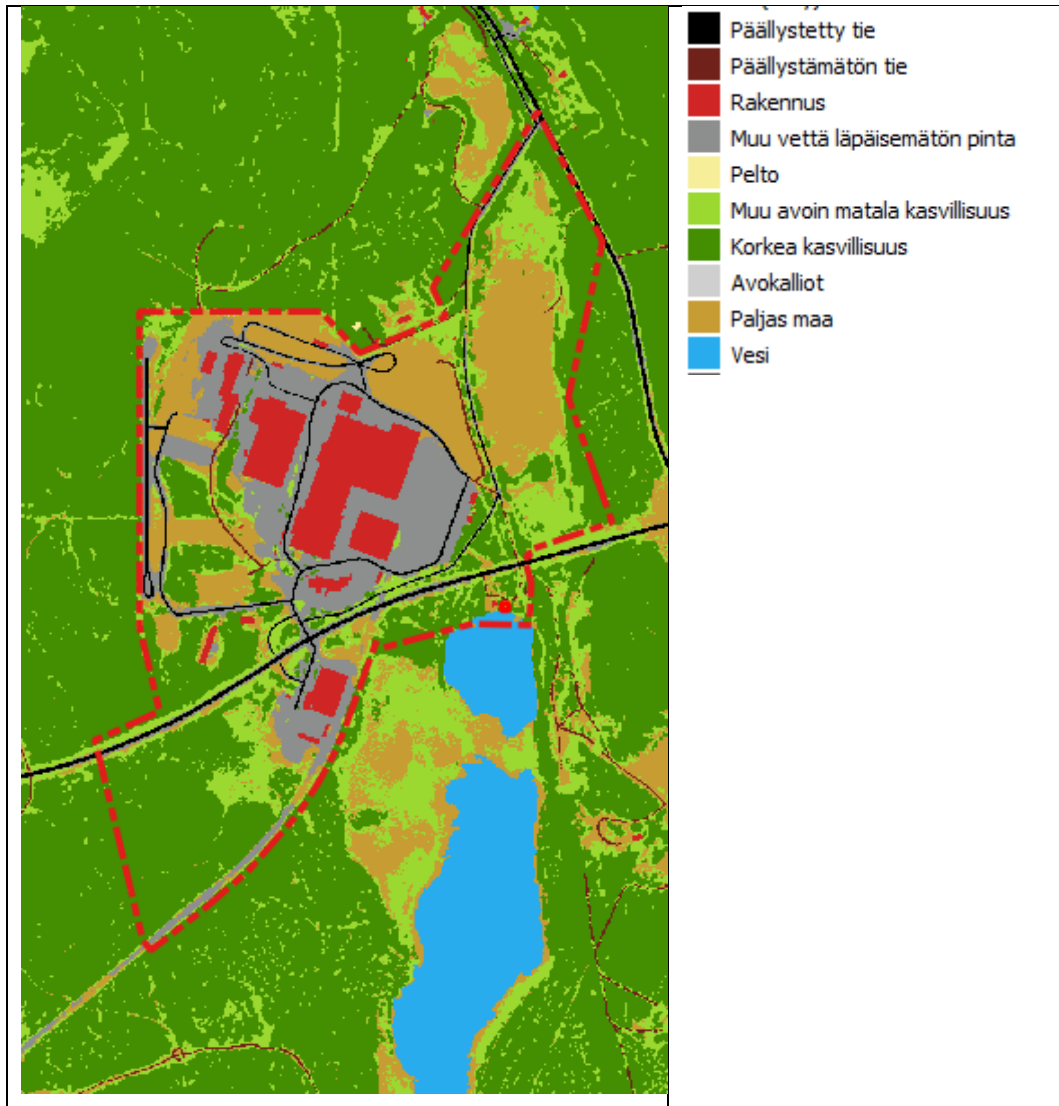 Päällystetty tie
Päällystämätön tie
Rakennus
Muu vettä läpäisemätön pinta
Pelto
Muu avoin matala kasvillisuus
Korkea kasvillisuus
Avokalliot
Paljas maa
Vesi